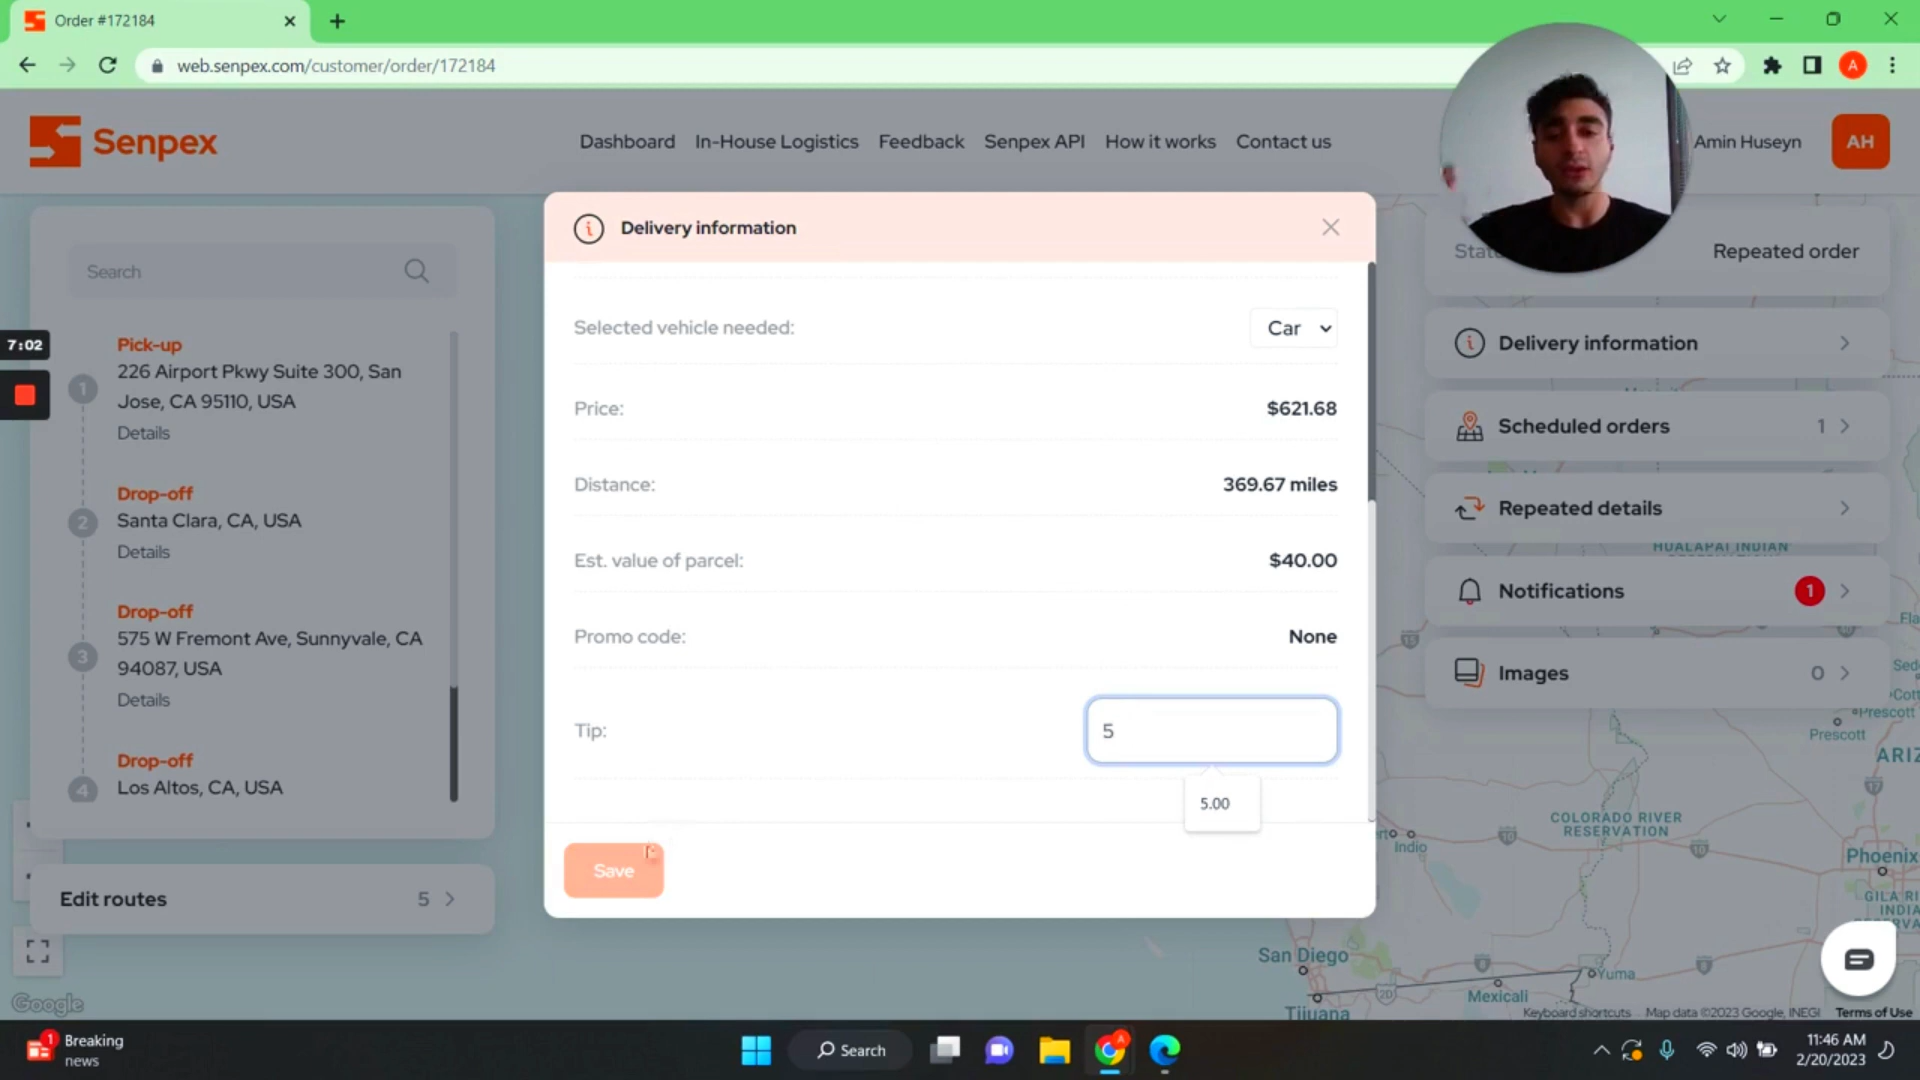 Order #172184
web.senpex.com/customer/order/172184
Senpex
Dashboard
In-House Logistics
Feedback
Senpex API
How it works
Contact us
Amin Huseyn
AH
A
Search
7:02
1
Pick-up
226 Airport Pkwy Suite 300, San
Jose, CA 95110, USA
Details
2
Drop-off
Santa Clara, CA, USA
Details
3
Drop-off
575 W Fremont Ave, Sunnyvale, CA
94087, USA
Details
4
Drop-off
Los Altos, CA, USA
Edit routes
5
Google
Delivery information
Selected vehicle needed:
Car
Price:
$621.68
Distance:
369.67 miles
Est. value of parcel:
$40.00
Promo code:
None
Tip:
5
5.00
Save
Repeated order
Delivery information
Scheduled orders
1
Repeated details
HUALAPAI INDIAN
Notifications
1
Images
0
Prescott
Prescott
COLORADO RIVER
RESERVATION
Indio
Phoenix
San Diego
Yuma
Mexicali
Tijuana
Keyboard shortcuts
Map data ©2023 Google, INEGI
Terms of Use
1
Breaking
news
Search
A
11:46 AM
2/20/2023